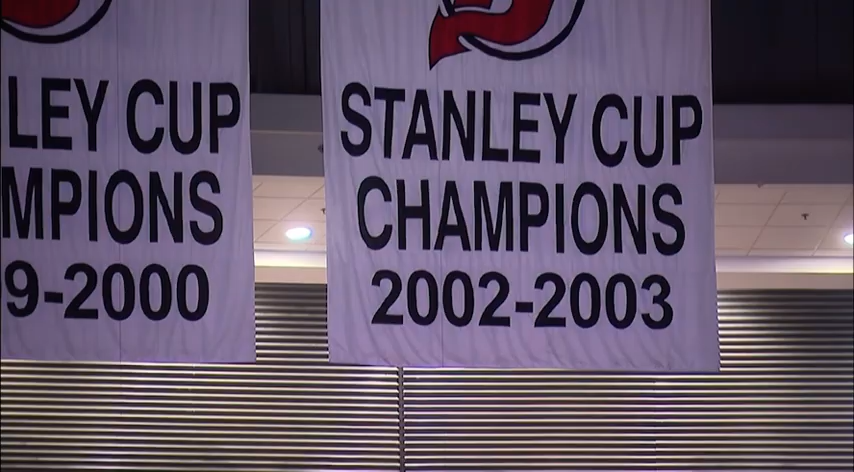 LEY CUP
MPIONS
9-2000
STANLEY CUP
CHAMPIONS
2002-2003